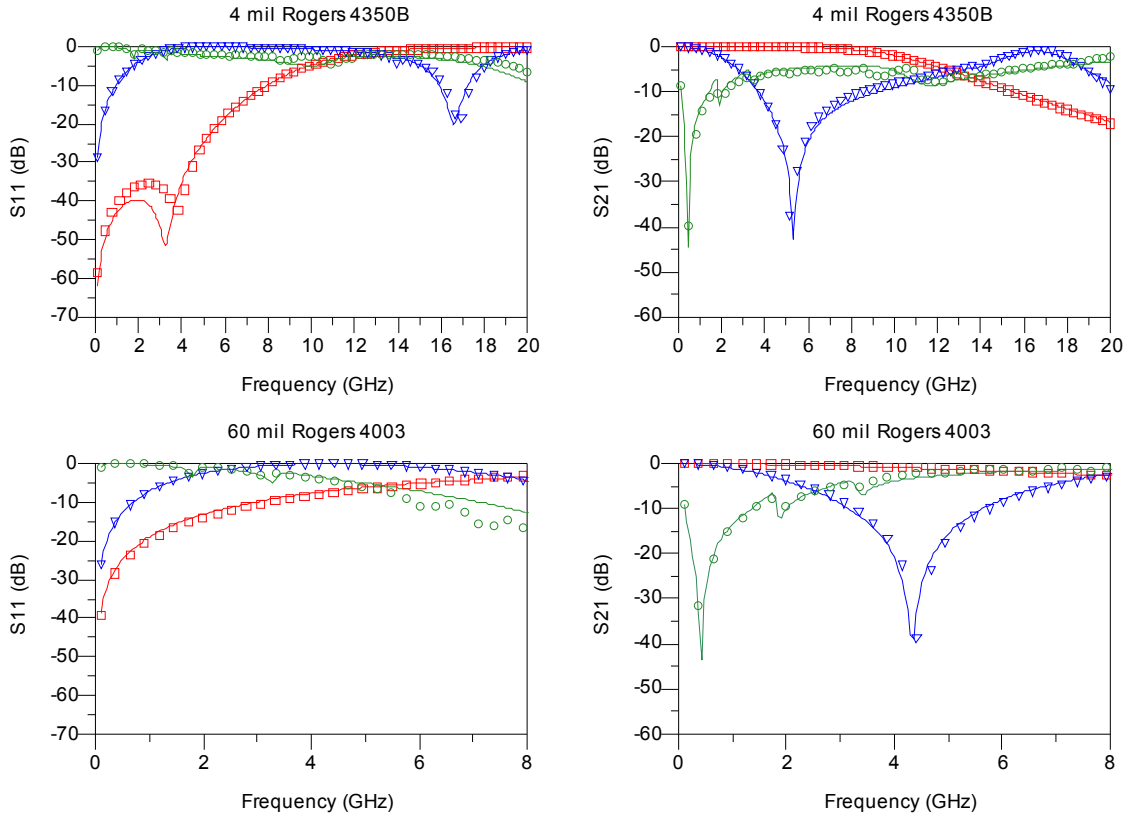 4 mil Rogers 4350B
S11 (dB)
0
-10
-20
-30
-40
-50
-60
-70
0 2 4 6 8 10 12 14 16 18 20
Frequency (GHz)
4 mil Rogers 4350B
S21 (dB)
0
-10
-20
-30
-40
-50
-60
0 2 4 6 8 10 12 14 16 18 20
Frequency (GHz)
60 mil Rogers 4003
S11 (dB)
0
-10
-20
-30
-40
-50
-60
-70
0 2 4 6 8
Frequency (GHz)
60 mil Rogers 4003
S21 (dB)
0
-10
-20
-30
-40
-50
-60
0 2 4 6 8
Frequency (GHz)